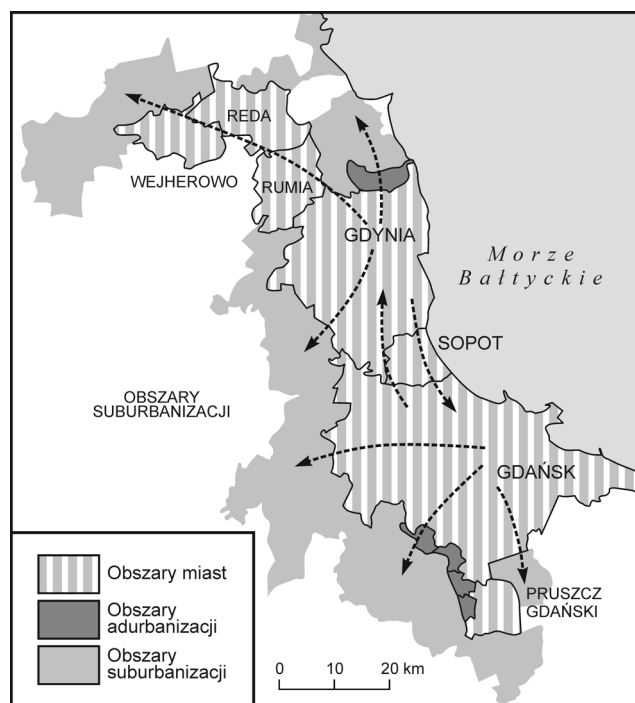 REDA
WEJHEROWO
RUMIA
GDYNIA
Morze
Bałtyckie
SOPOT
OBSZARY
SUBURBANIZACJI
GDAŃSK
PRUSZCZ
GDAŃSKI
Obszary miast
Obszary
adurbanizacji
Obszary
suburbanizacji
0 10 20 km